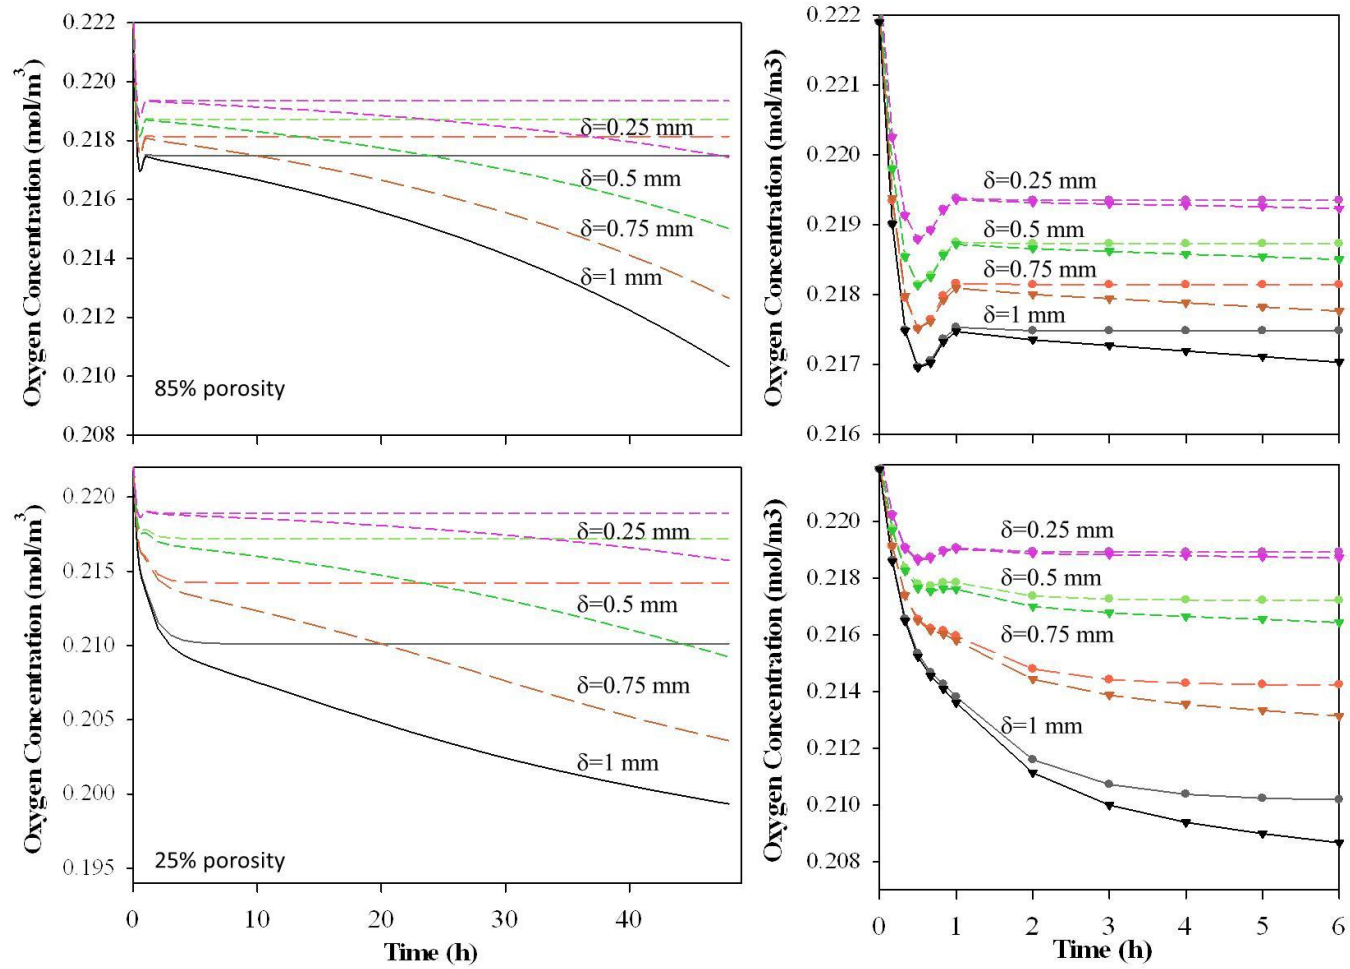 Oxygen Concentration (mol/m³)
0.222
0.220
0.218
0.216
0.214
0.212
0.210
0.208
δ=0.25 mm
δ=0.5 mm
δ=0.75 mm
δ=1 mm
85% porosity
Oxygen Concentration (mol/m3)
0.222
0.221
0.220
0.219
0.218
0.217
0.216
δ=0.25 mm
δ=0.5 mm
δ=0.75 mm
δ=1 mm
Oxygen Concentration (mol/m³)
0.220
0.215
0.210
0.205
0.200
0.195
δ=0.25 mm
δ=0.5 mm
δ=0.75 mm
δ=1 mm
25% porosity
0 10 20 30 40
Time (h)
Oxygen Concentration (mol/m3)
0.220
0.218
0.216
0.214
0.212
0.210
0.208
δ=0.25 mm
δ=0.5 mm
δ=0.75 mm
δ=1 mm
0 1 2 3 4 5 6
Time (h)